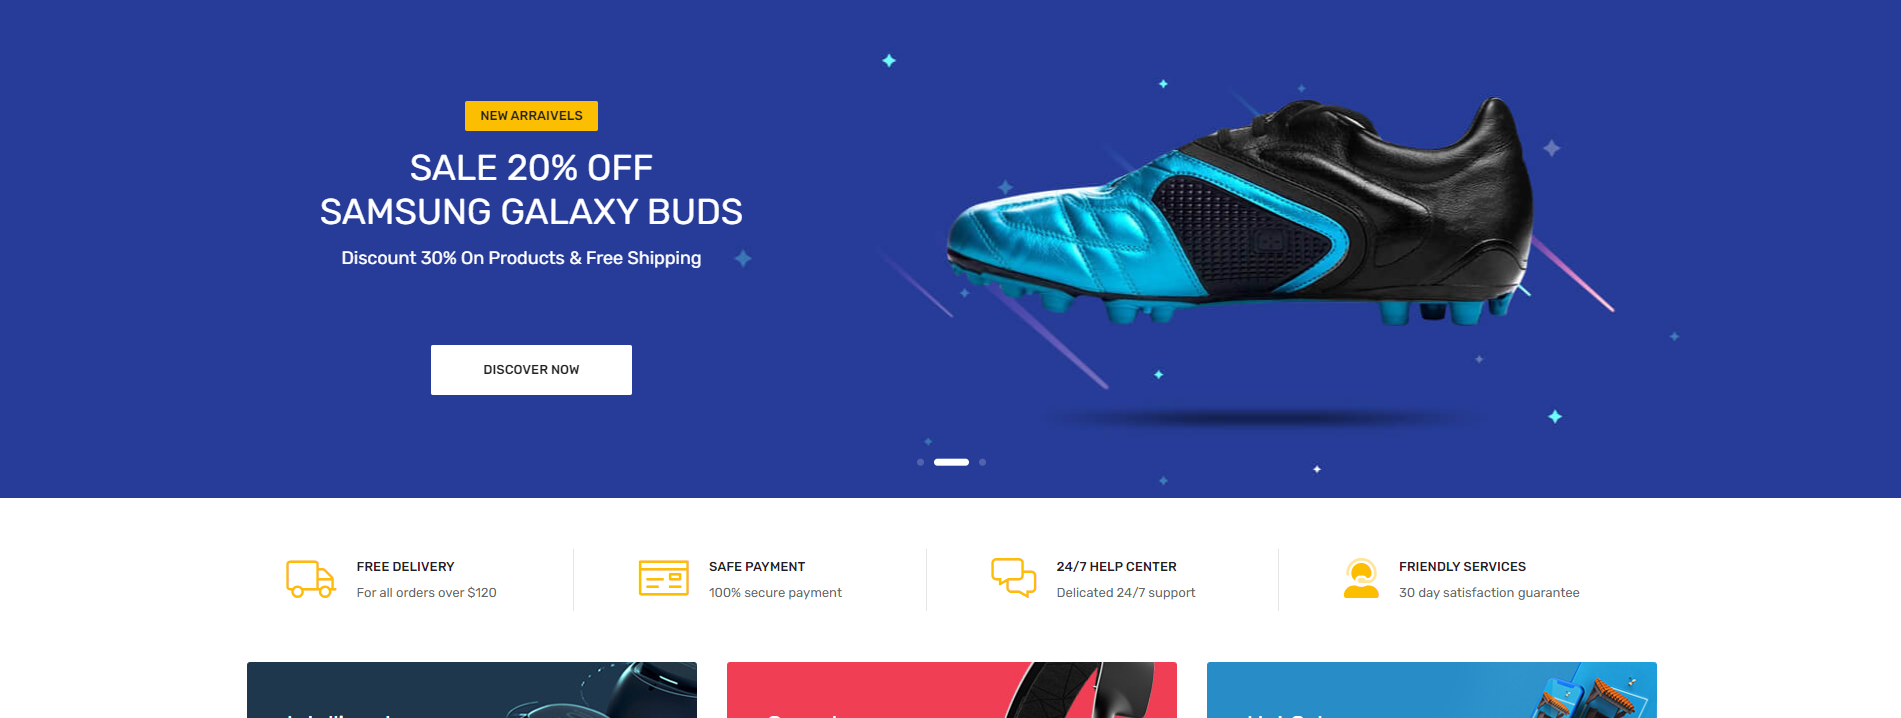 NEW ARRAIVELS
SALE 20% OFF
SAMSUNG GALAXY BUDS
Discount 30% On Products & Free Shipping
DISCOVER NOW
FREE DELIVERY
For all orders over $120
SAFE PAYMENT
100% secure payment
24/7 HELP CENTER
Delicated 24/7 support
FRIENDLY SERVICES
30 day satisfaction guarantee